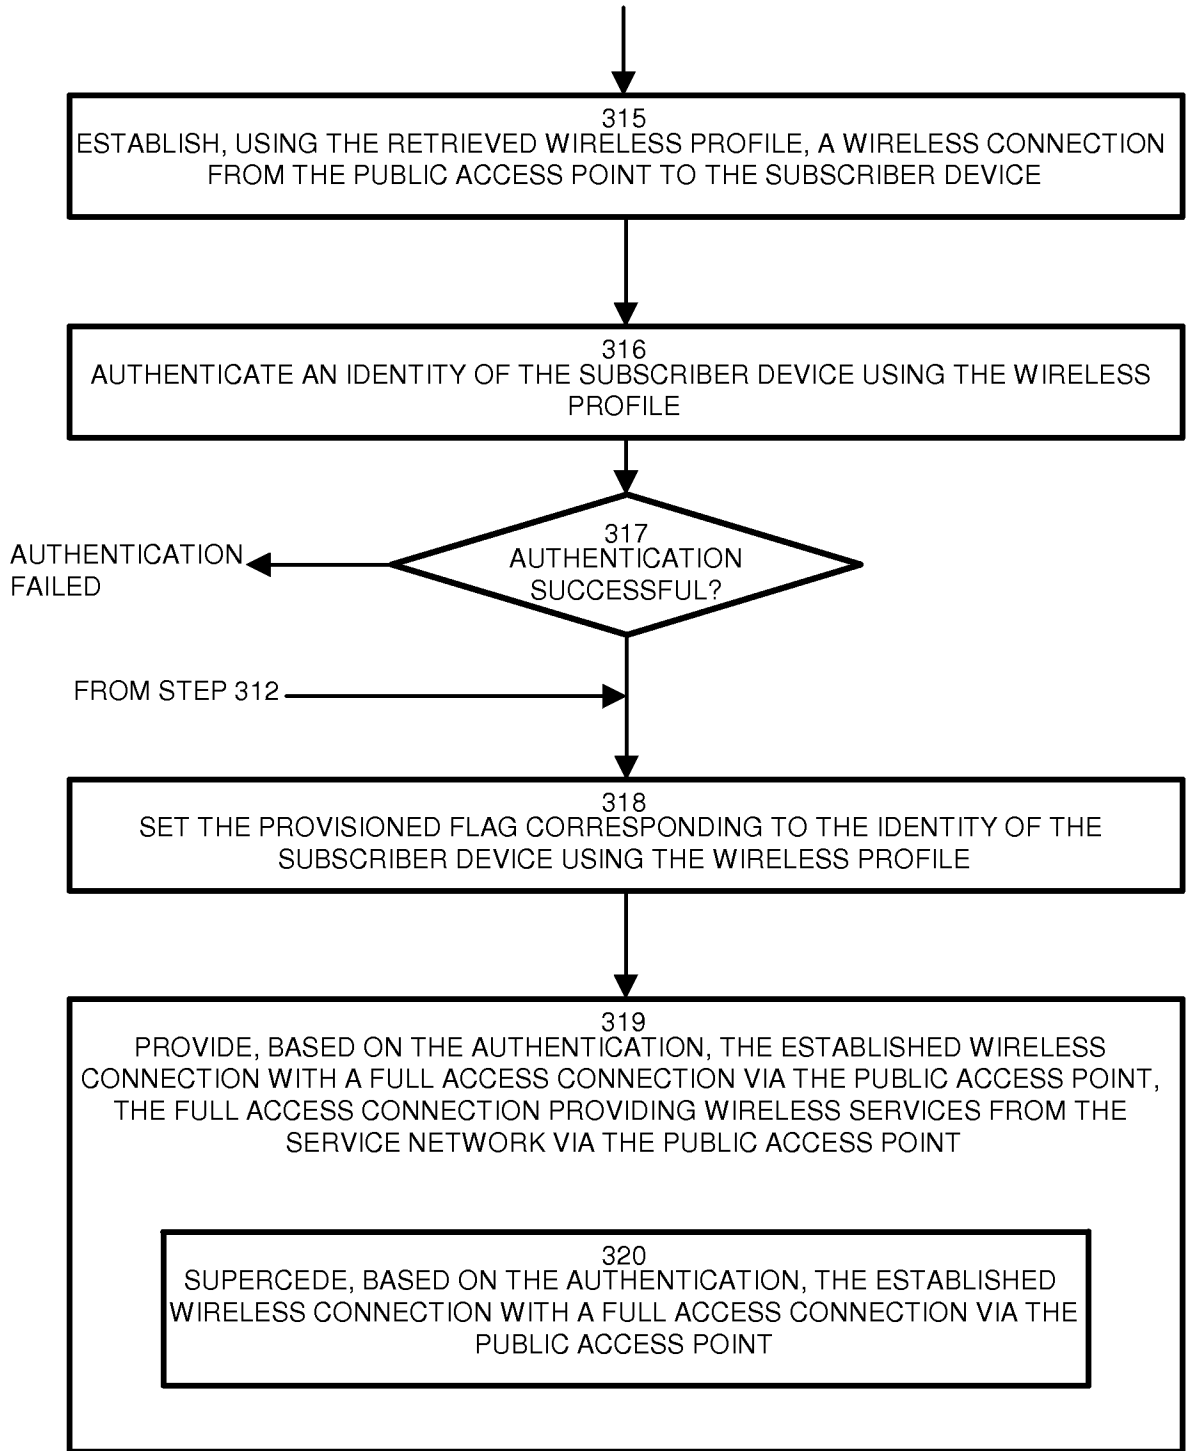 315
ESTABLISH, USING THE RETRIEVED WIRELESS PROFILE, A WIRELESS CONNECTION
FROM THE PUBLIC ACCESS POINT TO THE SUBSCRIBER DEVICE
316
AUTHENTICATE AN IDENTITY OF THE SUBSCRIBER DEVICE USING THE WIRELESS
PROFILE
317
AUTHENTICATION
SUCCESSFUL?
AUTHENTICATION
FAILED
FROM STEP 312
318
SET THE PROVISIONED FLAG CORRESPONDING TO THE IDENTITY OF THE
SUBSCRIBER DEVICE USING THE WIRELESS PROFILE
319
PROVIDE, BASED ON THE AUTHENTICATION, THE ESTABLISHED WIRELESS
CONNECTION WITH A FULL ACCESS CONNECTION VIA THE PUBLIC ACCESS POINT,
THE FULL ACCESS CONNECTION PROVIDING WIRELESS SERVICES FROM THE
SERVICE NETWORK VIA THE PUBLIC ACCESS POINT
320
SUPERCEDE, BASED ON THE AUTHENTICATION, THE ESTABLISHED
WIRELESS CONNECTION WITH A FULL ACCESS CONNECTION VIA THE
PUBLIC ACCESS POINT